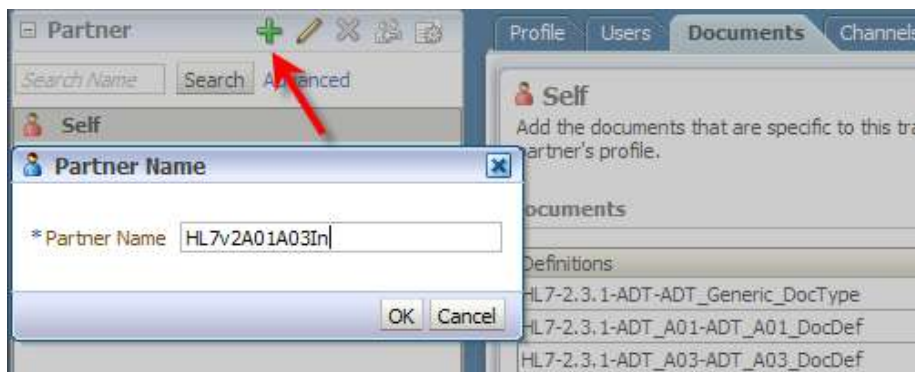 Partner
Search Name Search Advanced
Self
Partner Name
* Partner Name HL7v2A01A03In
OK Cancel
Profile Users Documents Channels
Self
Add the documents that are specific to this tra
partner's profile.
ocuments
Definitions
HL7-2.3.1-ADT-ADT_Generic_DocType
HL7-2.3.1-ADT_A01-ADT_A01_DocDef
HL7-2.3.1-ADT_A03-ADT_A03_DocDef